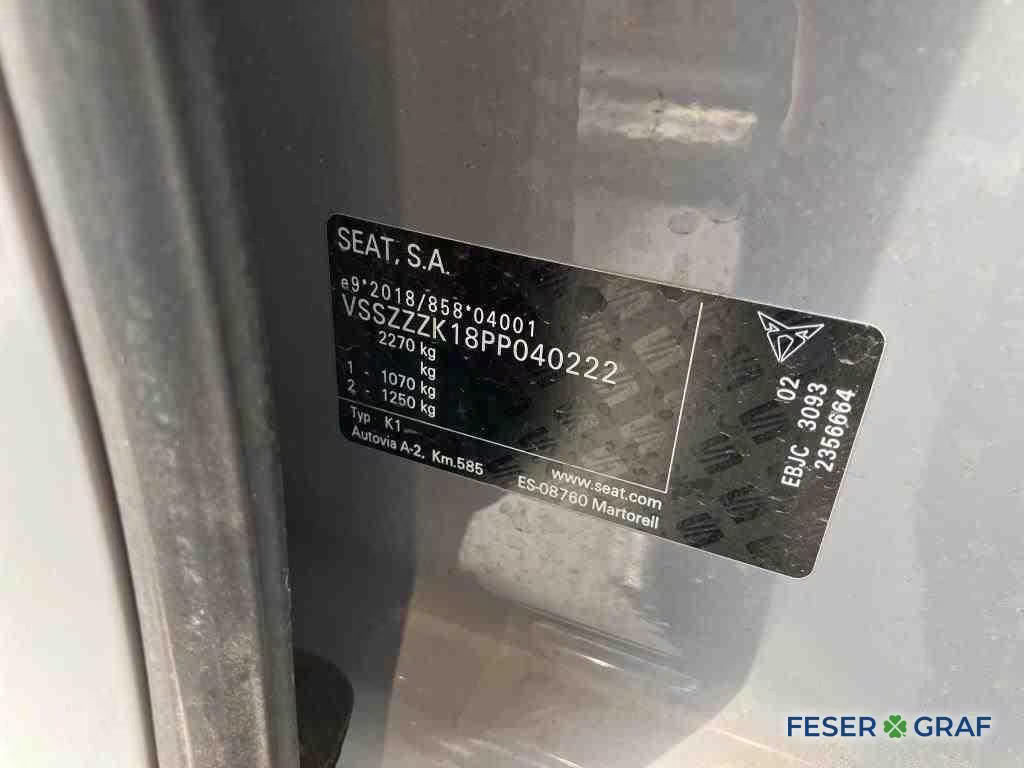 SEAT, S.A.
e9*2018/858*04001
VSSZZZK18PP040222
2270 kg
kg
1 - 1070 kg
2 - 1250 kg
Typ K1
Autovia A-2, Km.585
www.seat.com
ES-08760 Martorell
02
EBJC 3093
2356664
FESER GRAF